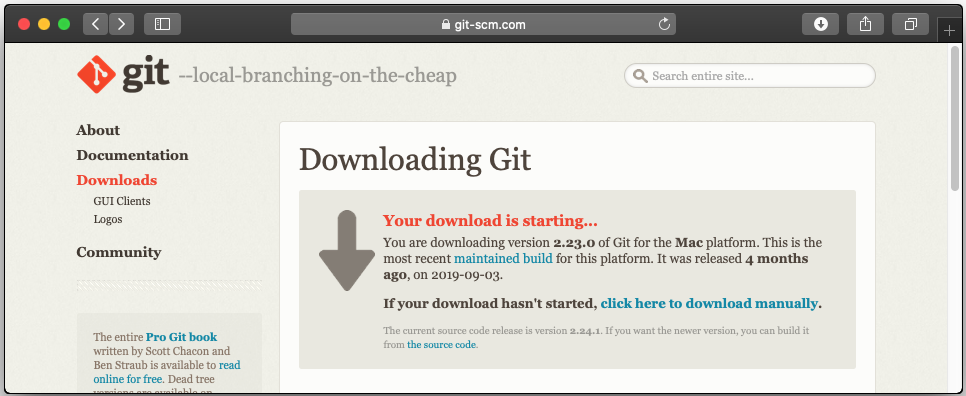 git-scm.com
git --local-branching-on-the-cheap
Search entire site...
About
Documentation
Downloads
GUI Clients
Logos
Community
The entire Pro Git book
written by Scott Chacon and
Ben Straub is available to read
online for free. Dead tree
versions are available on
Downloading Git
Your download is starting...
You are downloading version 2.23.0 of Git for the Mac platform. This is the
most recent maintained build for this platform. It was released 4 months
ago, on 2019-09-03.
If your download hasn't started, click here to download manually.
The current source code release is version 2.24.1. If you want the newer version, you can build it
from the source code.